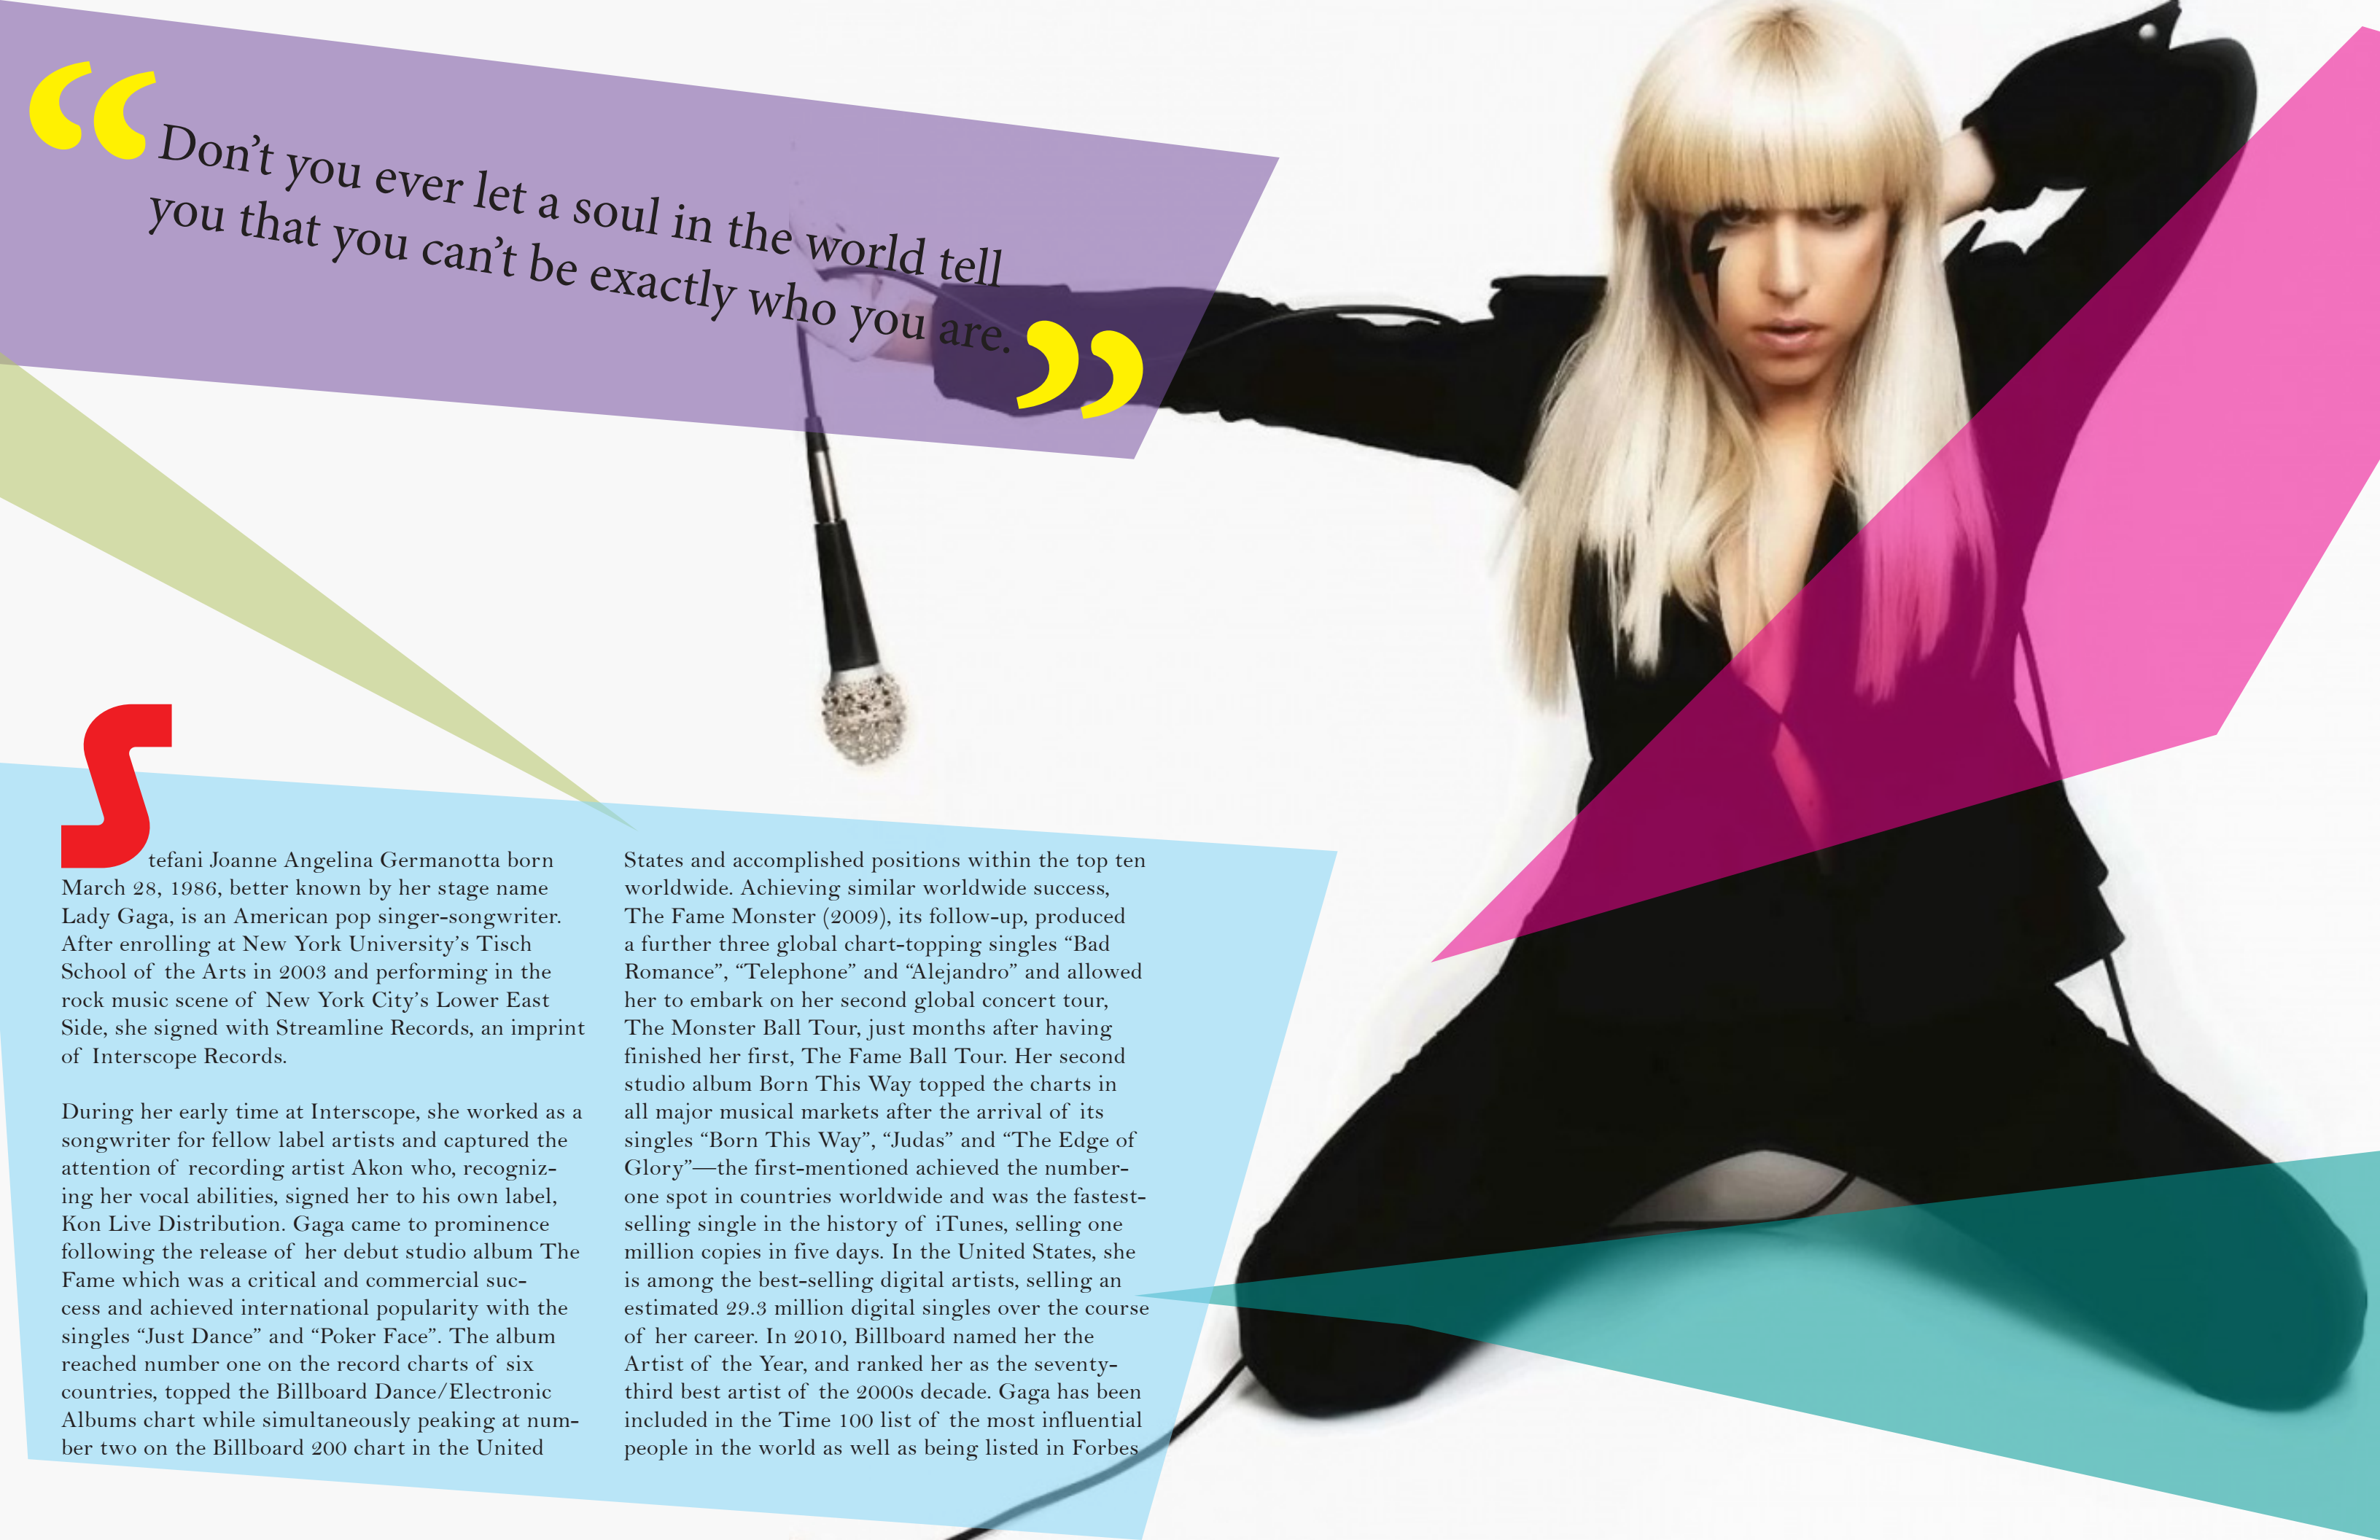 “Don’t you ever let a soul in the world tell
you that you can’t be exactly who you are.”
Stefani Joanne Angelina Germanotta born
March 28, 1986, better known by her stage name
Lady Gaga, is an American pop singer-songwriter.
After enrolling at New York University’s Tisch
School of the Arts in 2003 and performing in the
rock music scene of New York City’s Lower East
Side, she signed with Streamline Records, an imprint
of Interscope Records.
During her early time at Interscope, she worked as a
songwriter for fellow label artists and captured the
attention of recording artist Akon who, recogniz-
ing her vocal abilities, signed her to his own label,
Kon Live Distribution. Gaga came to prominence
following the release of her debut studio album The
Fame which was a critical and commercial suc-
cess and achieved international popularity with the
singles “Just Dance” and “Poker Face”. The album
reached number one on the record charts of six
countries, topped the Billboard Dance/Electronic
Albums chart while simultaneously peaking at num-
ber two on the Billboard 200 chart in the United
States and accomplished positions within the top ten
worldwide. Achieving similar worldwide success,
The Fame Monster (2009), its follow-up, produced
a further three global chart-topping singles “Bad
Romance”, “Telephone” and “Alejandro” and allowed
her to embark on her second global concert tour,
The Monster Ball Tour, just months after having
finished her first, The Fame Ball Tour. Her second
studio album Born This Way topped the charts in
all major musical markets after the arrival of its
singles “Born This Way”, “Judas” and “The Edge of
Glory”—the first-mentioned achieved the number-
one spot in countries worldwide and was the fastest-
selling single in the history of iTunes, selling one
million copies in five days. In the United States, she
is among the best-selling digital artists, selling an
estimated 29.3 million digital singles over the course
of her career. In 2010, Billboard named her the
Artist of the Year, and ranked her as the seventy-
third best artist of the 2000s decade. Gaga has been
included in the Time 100 list of the most influential
people in the world as well as being listed in Forbes